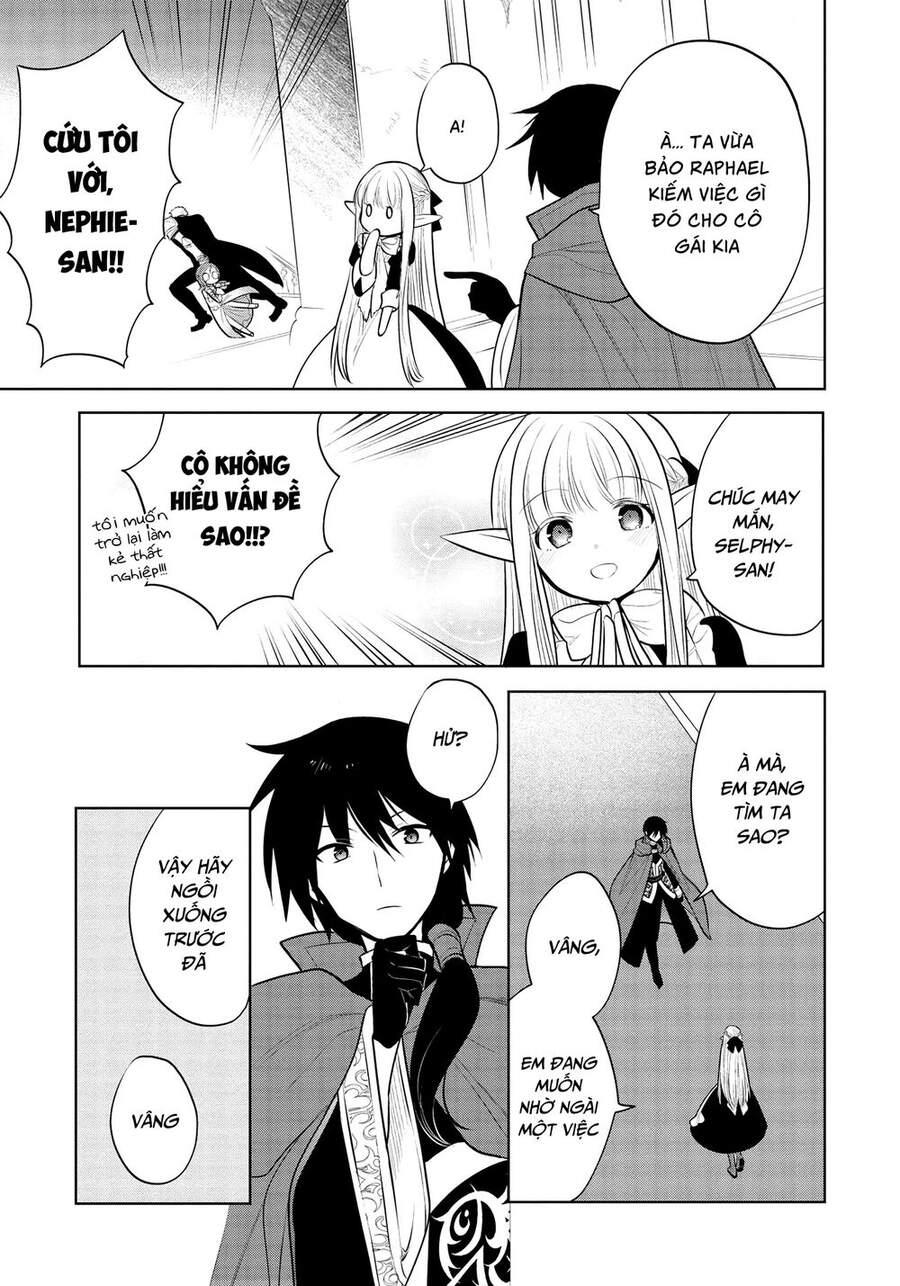 À... TA VỪA
BẢO RAPHAEL
KIẾM VIỆC GÌ
ĐÓ CHO CÔ
GÁI KIA
A!
CỨU TÔI
VỚI,
NEPHIE-
SAN!!
CHÚC MAY
MẮN,
SELPHY-
SAN!
CÔ KHÔNG
HIỂU VẤN ĐỀ
SAO!!?
tôi muốn
trở lại làm
kẻ thất
nghiệp!!!
À MÀ,
EM ĐANG
TÌM TA
SAO?
VÂNG,
EM ĐANG
MUỐN
NHỜ NGÀI
MỘT VIỆC
HỬ?
VẬY HÃY
NGỒI
XUỐNG
TRƯỚC
ĐÃ
VÂNG